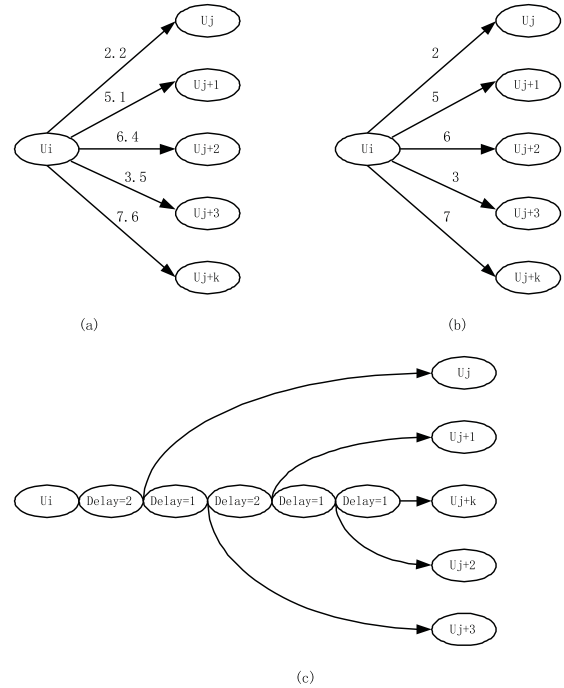 Uj
2.2
Uj+1
5.1
6.4
Ui
Uj+2
3.5
Uj+3
7.6
Uj+k
(a)
Uj
2
Uj+1
5
6
Ui
Uj+2
3
Uj+3
7
Uj+k
(b)
Uj
Uj+1
Ui Delay=2 Delay=1 Delay=2 Delay=1 Delay=1 Uj+k
Uj+2
Uj+3
(c)